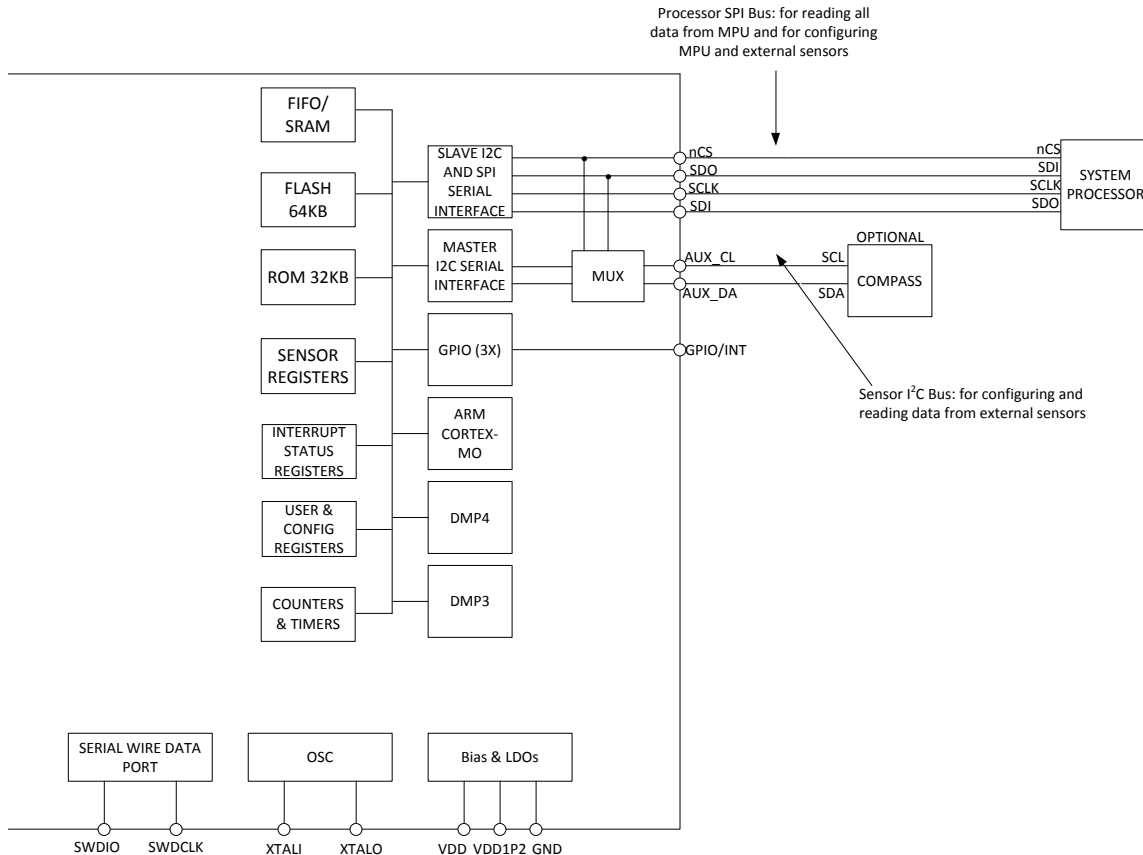 Processor SPI Bus: for reading all
data from MPU and for configuring
MPU and external sensors
FIFO/
SRAM
SLAVE I2C
AND SPI
SERIAL
INTERFACE
nCS
SDO
SCLK
SDI
nCS
SDI
SCLK
SDO
SYSTEM
PROCESSOR
FLASH
64KB
MASTER
I2C SERIAL
INTERFACE
MUX
AUX_CL
AUX_DA
SCL
SDA
OPTIONAL
COMPASS
ROM 32KB
SENSOR
REGISTERS
GPIO (3X)
GPIO/INT
Sensor I²C Bus: for configuring and
reading data from external sensors
INTERRUPT
STATUS
REGISTERS
ARM
CORTEX-
MO
USER &
CONFIG
REGISTERS
DMP4
COUNTERS
& TIMERS
DMP3
SERIAL WIRE DATA
PORT
OSC
Bias & LDOs
SWDIO
SWDCLK
XTALI
XTALO
VDD
VDD1P2
GND